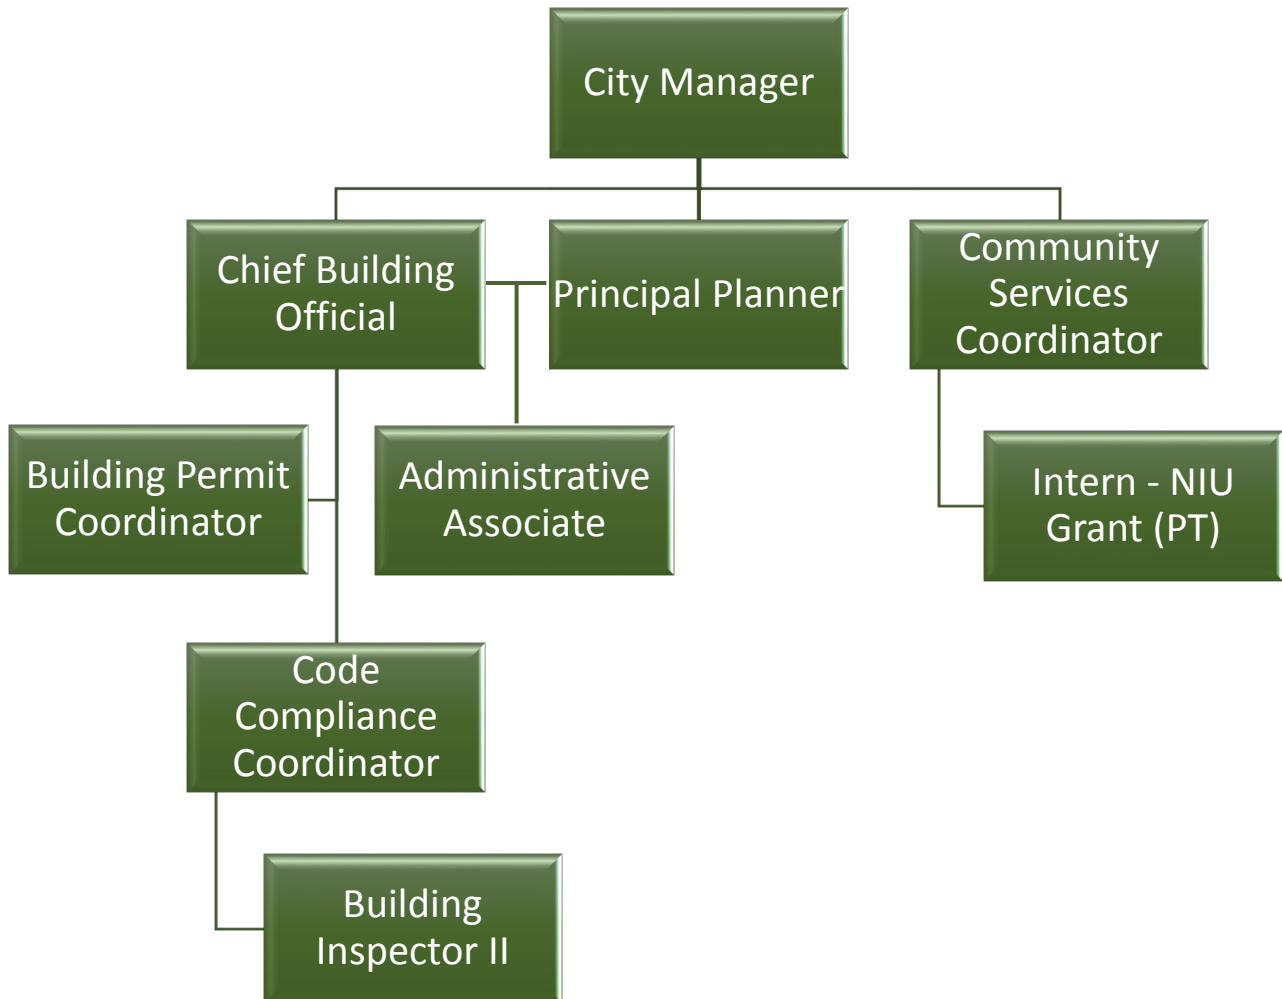 City Manager
Chief Building
Official
Principal Planner
Community
Services
Coordinator
Building Permit
Coordinator
Administrative
Associate
Intern - NIU
Grant (PT)
Code
Compliance
Coordinator
Building
Inspector II